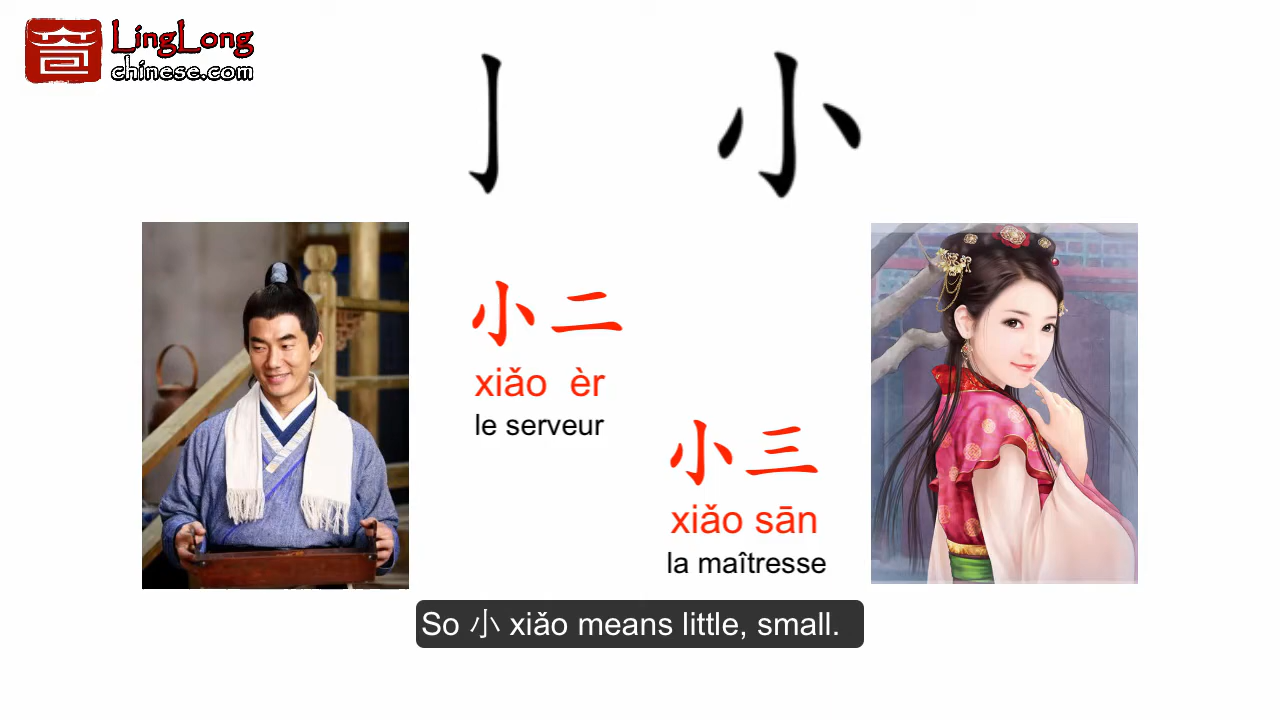 LingLong
chinese.com
亅 小
小二
xiǎo èr
le serveur
小三
xiǎo sān
la maîtresse
So 小 xiǎo means little, small.